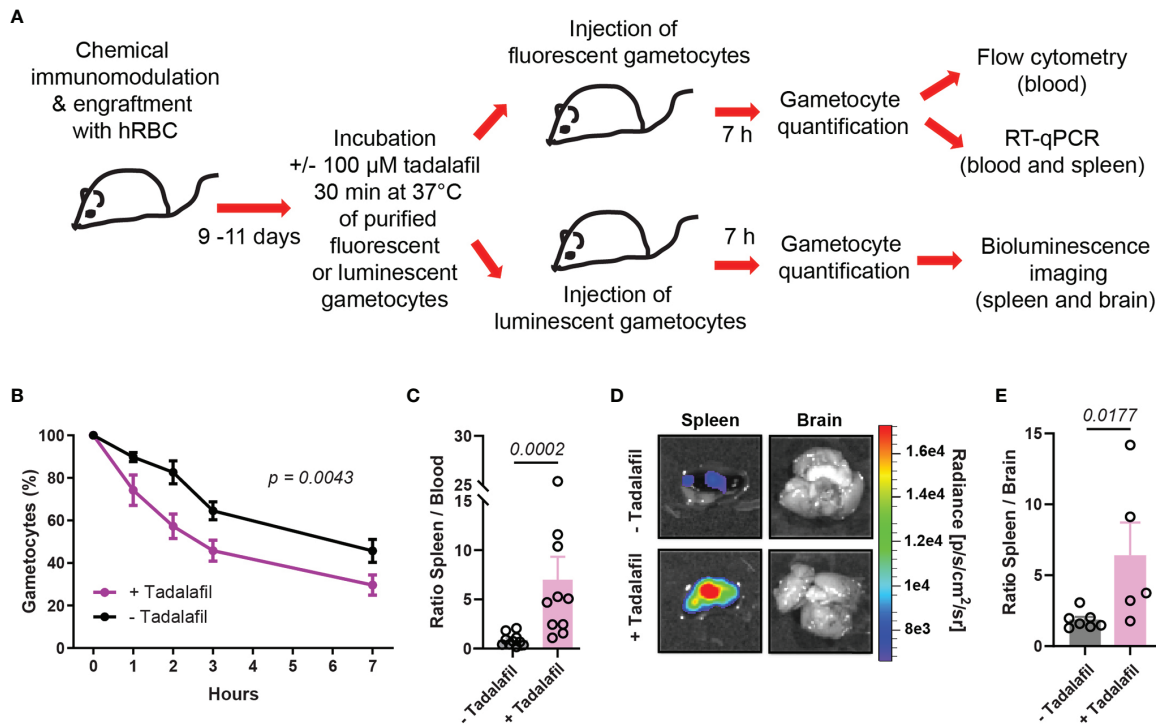 A
Chemical
immunomodulation
& engraftment
with hRBC
9 -11 days
Incubation
+/- 100 µM tadalafil
30 min at 37°C
of purified
fluorescent
or luminescent
gametocytes
Injection of
fluorescent gametocytes
7 h
Gametocyte
quantification
Flow cytometry
(blood)
RT-qPCR
(blood and spleen)
Injection of
luminescent gametocytes
7 h
Gametocyte
quantification
Bioluminescence
imaging
(spleen and brain)
B
Gametocytes (%)
100
80
60
40
20
0
p = 0.0043
+ Tadalafil
- Tadalafil
0 1 2 3 4 5 6 7
Hours
C
Ratio Spleen / Blood
30
25
15
10
5
0
0.0002
- Tadalafil
+ Tadalafil
D
Spleen Brain
- Tadalafil
+ Tadalafil
1.6e4
1.4e4
1.2e4
1e4
8e3
Radiance [p/s/cm²/sr]
E
Ratio Spleen / Brain
15
10
5
0
0.0177
- Tadalafil
+ Tadalafil